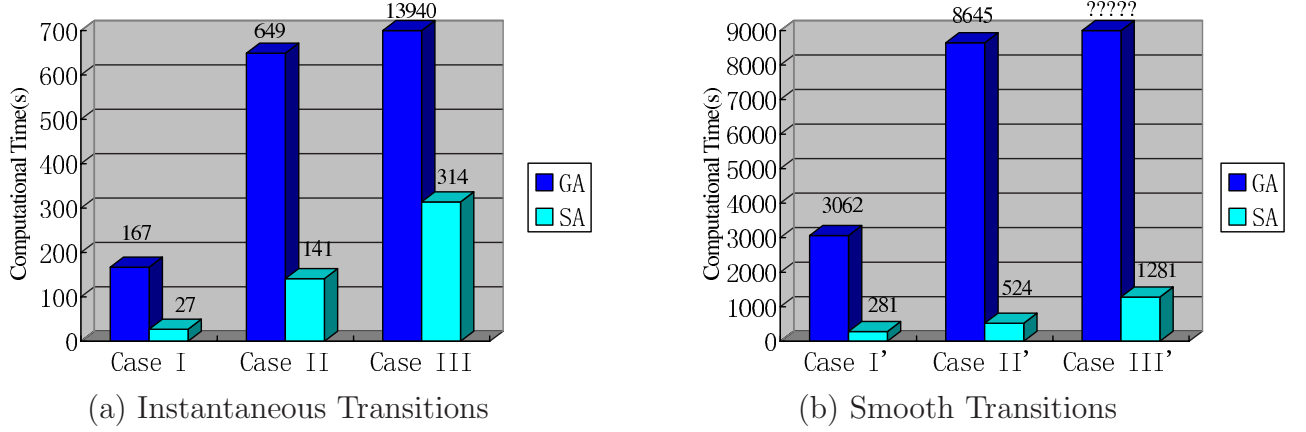 Computational Time(s)
700
600
500
400
300
200
100
0
167
27
649
141
13940
314
Case I
Case II
Case III
GA
SA
(a) Instantaneous Transitions
Computational Time(s)
9000
8000
7000
6000
5000
4000
3000
2000
1000
0
3062
281
8645
524
?????
1281
Case I'
Case II'
Case III'
GA
SA
(b) Smooth Transitions